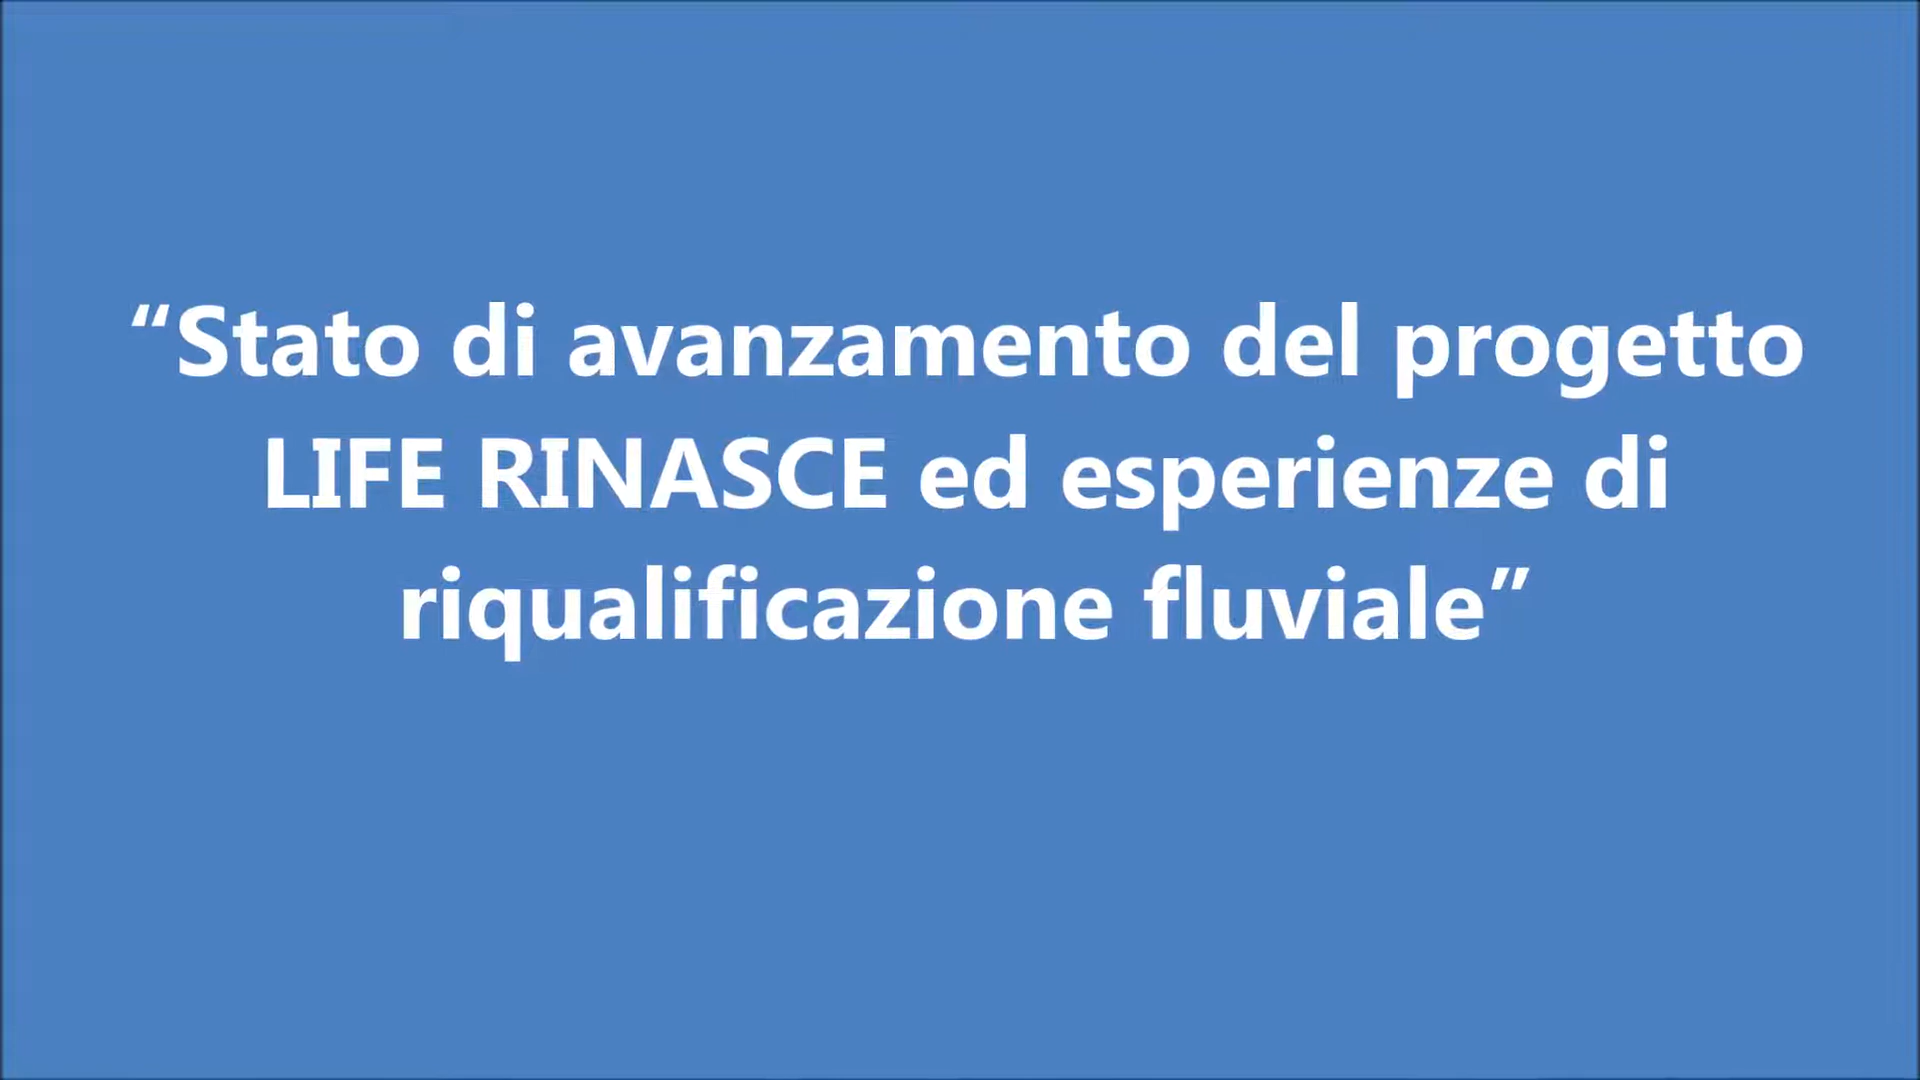 “Stato di avanzamento del progetto
LIFE RINASCE ed esperienze di
riqualificazione fluviale”